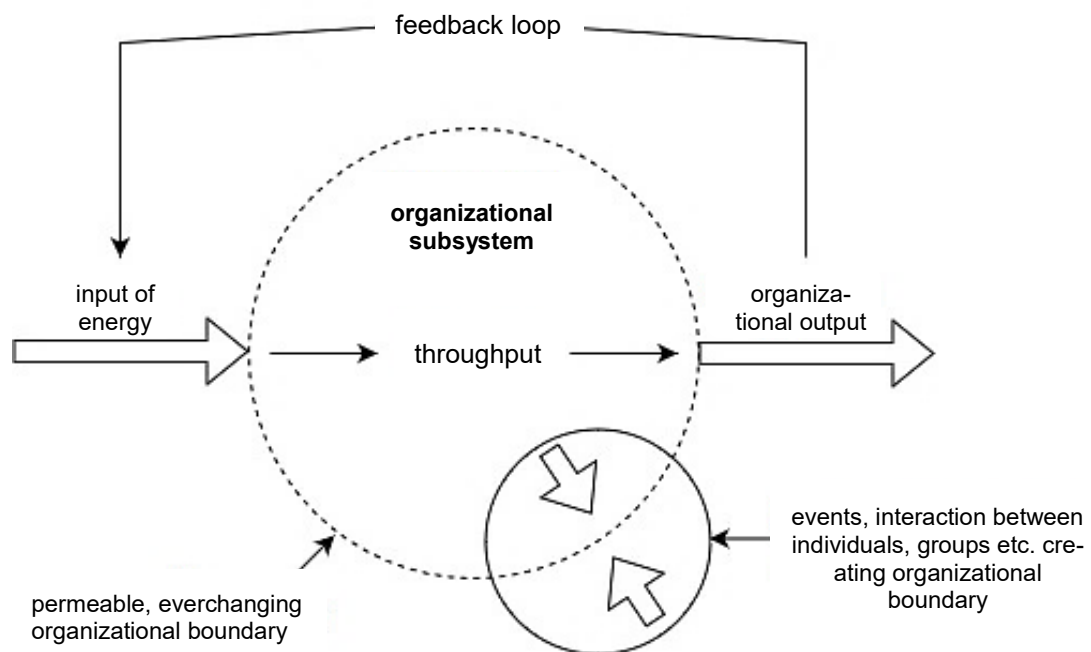 feedback loop
organizational
subsystem
input of
energy
throughput
organiza-
tional output
events, interaction between
individuals, groups etc. cre-
ating organizational
boundary
permeable, everchanging
organizational boundary